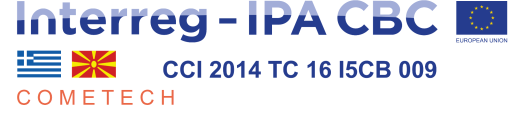 Interreg - IPA CBC
EUROPEAN UNION
CCI 2014 TC 16 I5CB 009
COMETECH